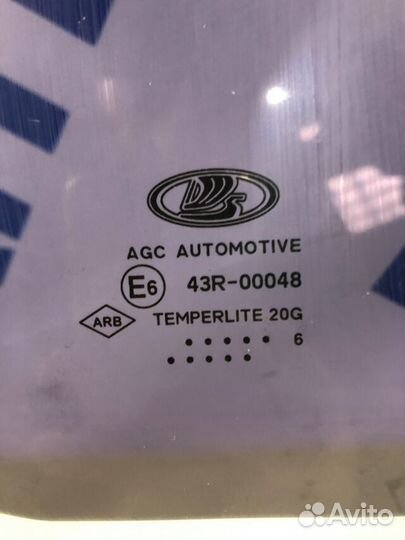 AGC AUTOMOTIVE
E6 43R-00048
ARB TEMPERLITE 20G
6
Avito